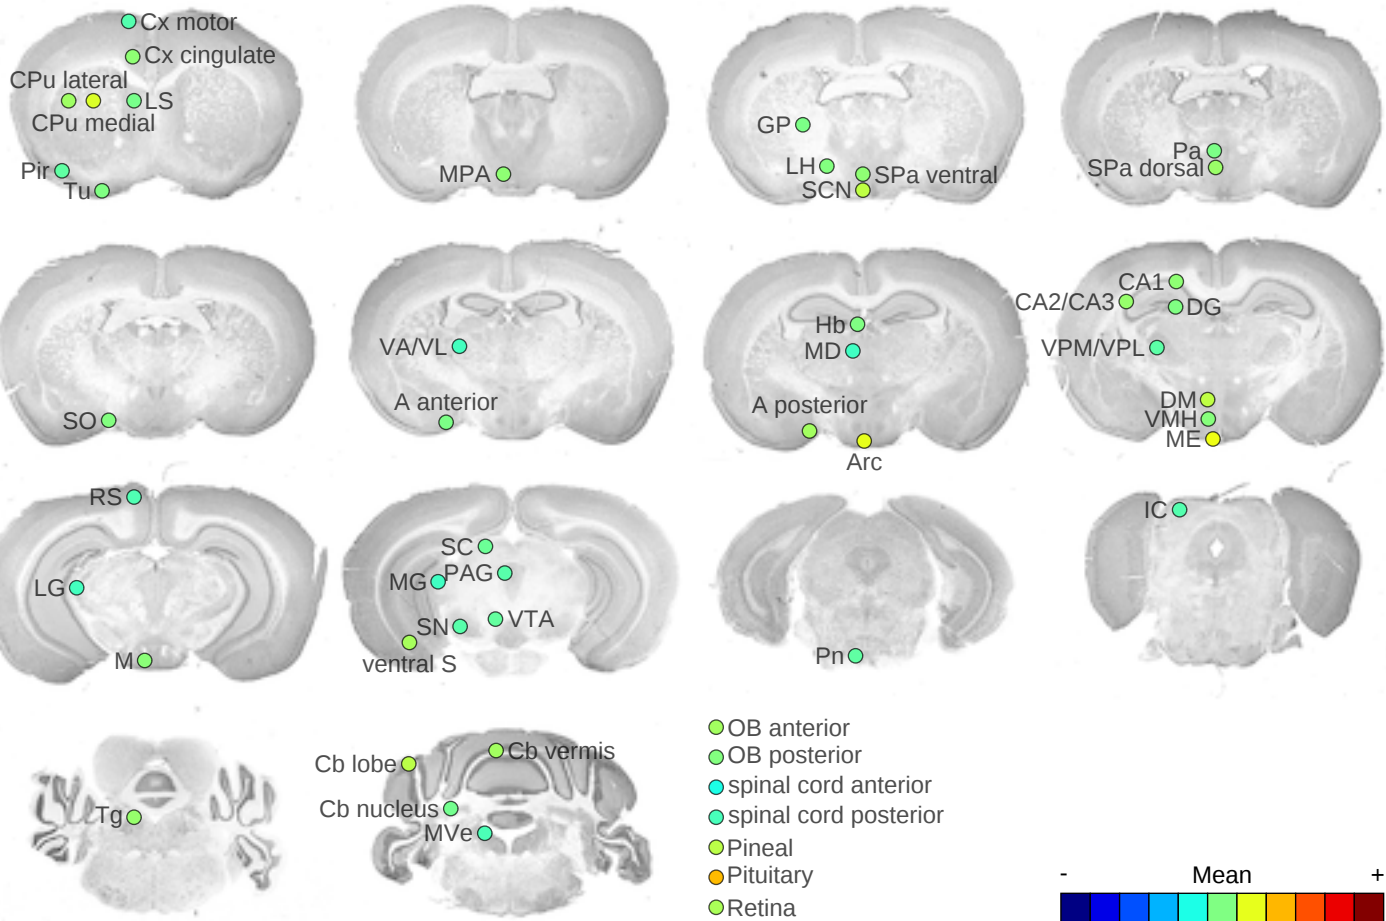 Cx motor
Cx cingulate
CPu lateral
LS
CPu medial
Pir
Tu
MPA
GP
LH
SPa ventral
SCN
Pa
SPa dorsal
SO
VA/VL
A anterior
Hb
MD
A posterior
Arc
CA1
CA2/CA3
DG
VPM/VPL
DM
VMH
ME
RS
LG
M
SC
PAG
MG
VTA
SN
ventral S
Pn
IC
Tg
Cb vermis
Cb lobe
Cb nucleus
MVe
OB anterior
OB posterior
spinal cord anterior
spinal cord posterior
Pineal
Pituitary
Retina
- Mean +